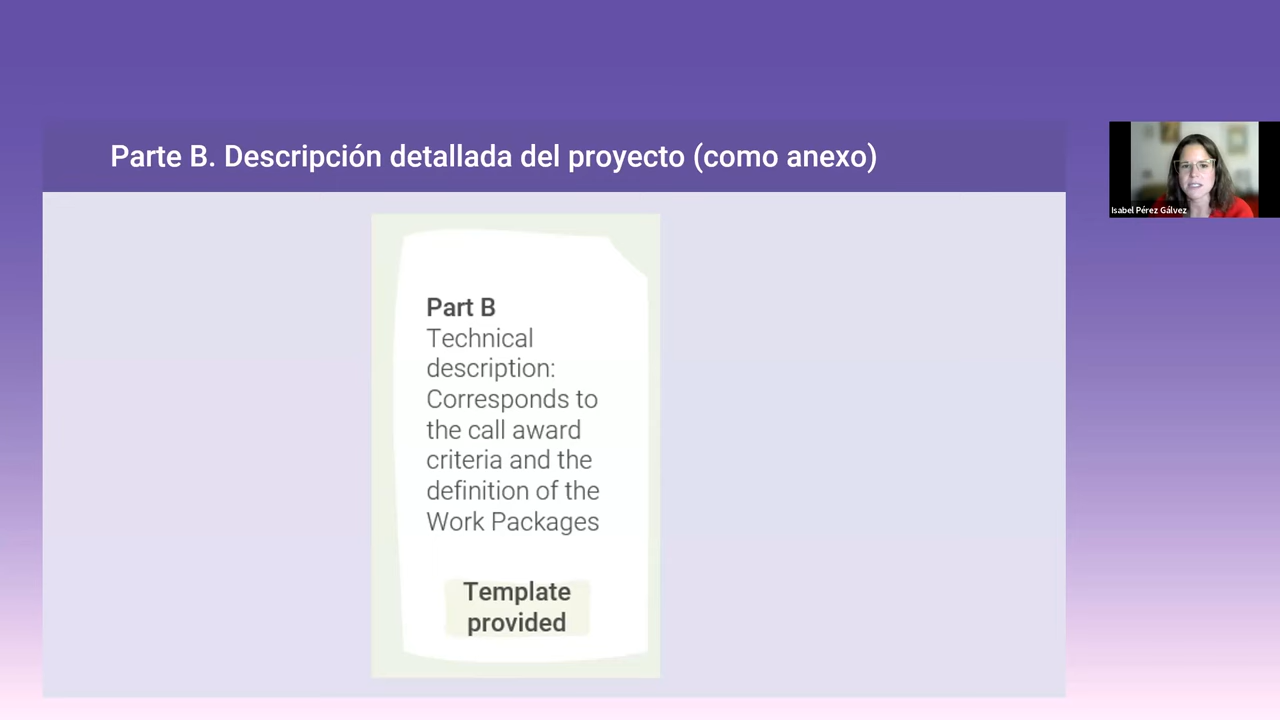 Parte B. Descripción detallada del proyecto (como anexo)
Isabel Pérez Gálvez
Part B
Technical
description:
Corresponds to
the call award
criteria and the
definition of the
Work Packages
Template
provided